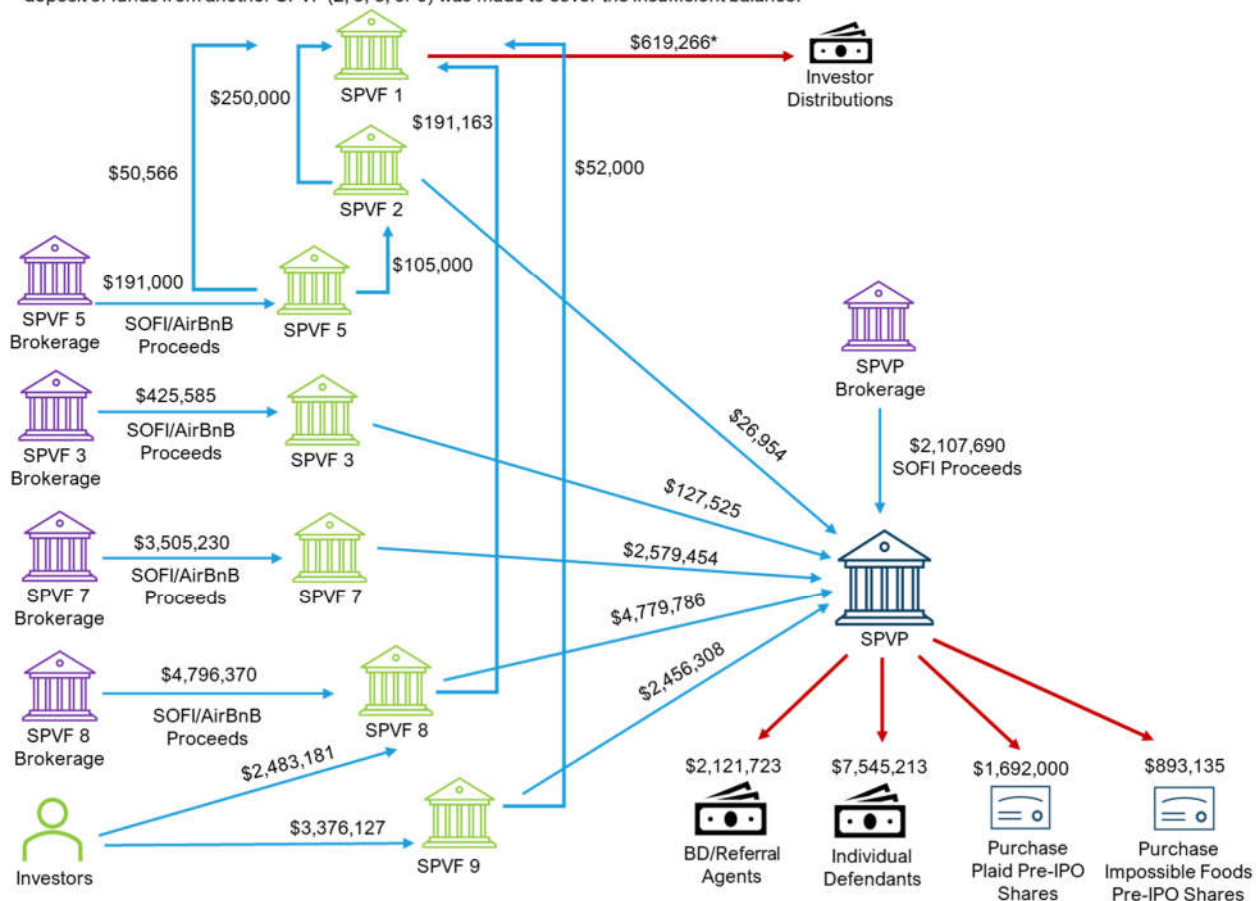 $619,266*
Investor
Distributions
SPVF 1
$250,000
$191,163
$50,566
$52,000
SPVF 2
$105,000
$191,000
SPVF 5
Brokerage
SOFI/AirBnB
Proceeds
SPVF 5
SPVP
Brokerage
$425,585
SPVF 3
Brokerage
SOFI/AirBnB
Proceeds
SPVF 3
$26,954
$2,107,690
SOFI Proceeds
$127,525
$3,505,230
SPVF 7
Brokerage
SOFI/AirBnB
Proceeds
SPVF 7
$2,579,454
$4,779,786
SPVP
$4,796,370
SPVF 8
Brokerage
SOFI/AirBnB
Proceeds
SPVF 8
$2,456,308
$2,483,181
$3,376,127
Investors
SPVF 9
$2,121,723
BD/Referral
Agents
$7,545,213
Individual
Defendants
$1,692,000
Purchase
Plaid Pre-IPO
Shares
$893,135
Purchase
Impossible Foods
Pre-IPO Shares